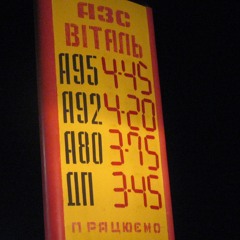 АЗС
ВІТАЛЬ
А95 4.45
А92 4.20
А80 3.75
ДП 3.45
ПРАЦЮЄМО